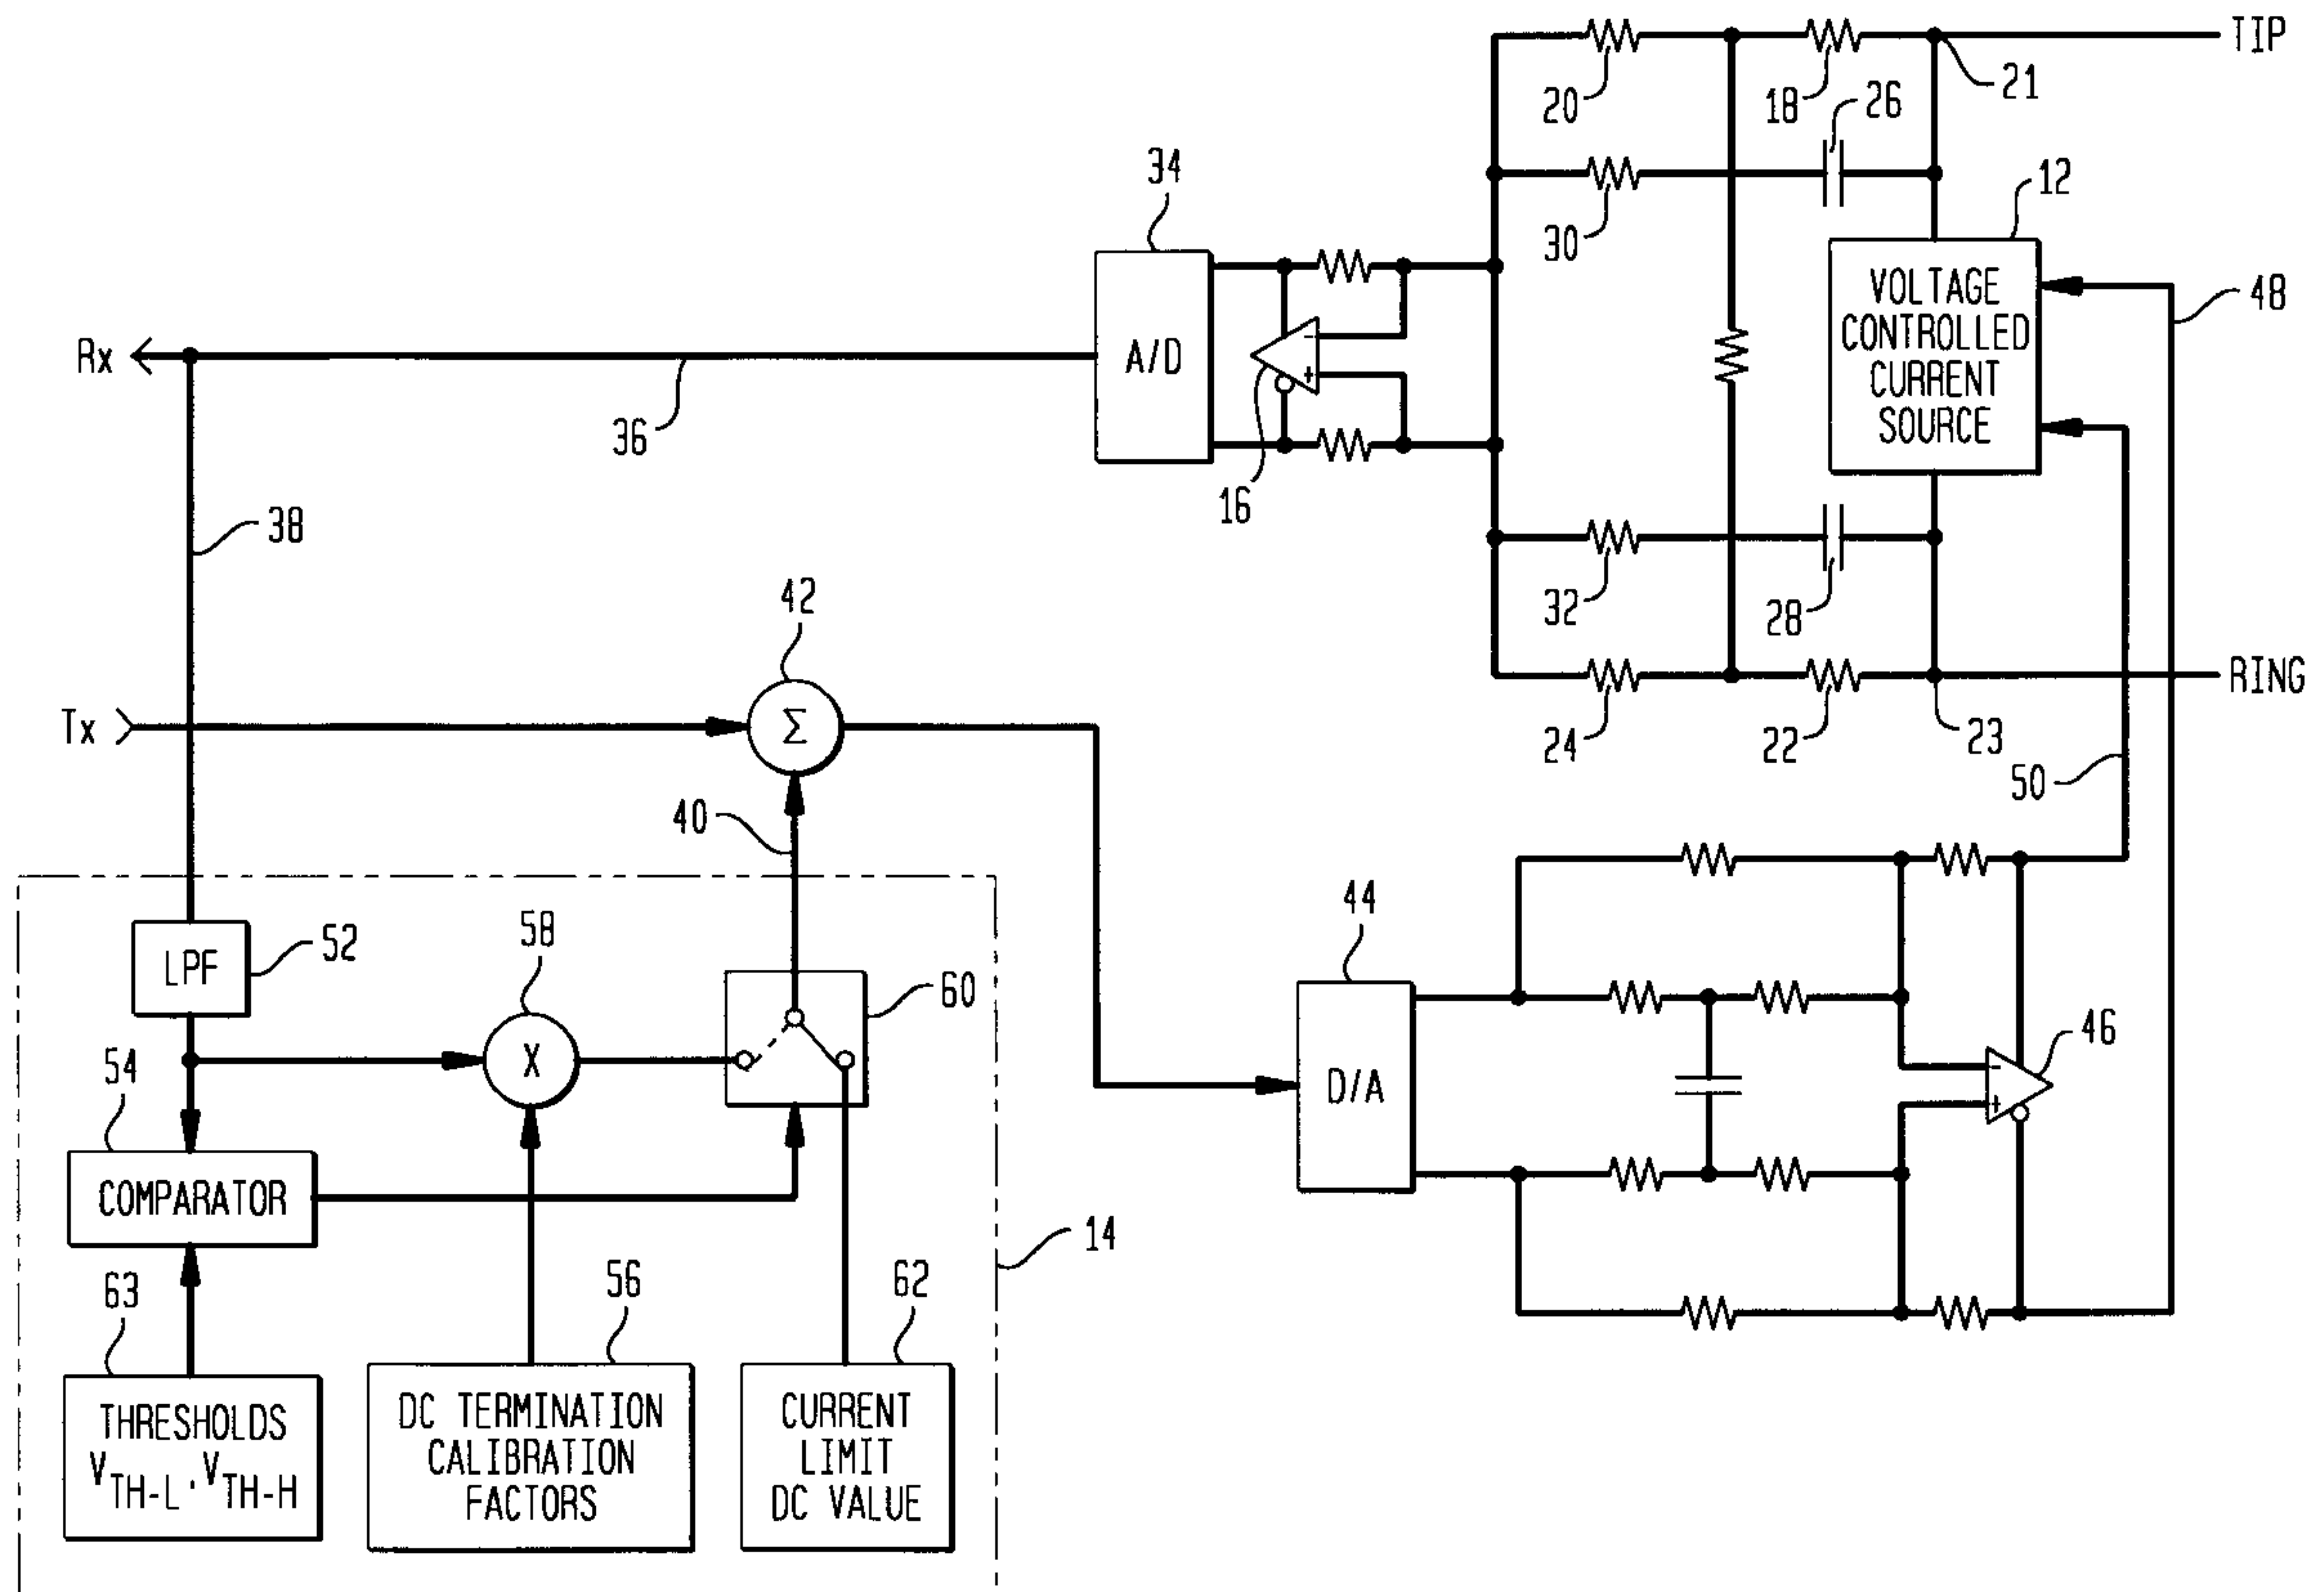 TIP
20
18
26
21
34
30
12
VOLTAGE
CONTROLLED
CURRENT
SOURCE
48
A/D
-
+
Rx
36
16
38
32
28
42
RING
Tx
Σ
24
22
23
50
40
44
LPF
52
58
60
46
54
X
D/A
-
+
COMPARATOR
14
63
56
62
THRESHOLDS
VTH-L, VTH-H
DC TERMINATION
CALIBRATION
FACTORS
CURRENT
LIMIT
DC VALUE